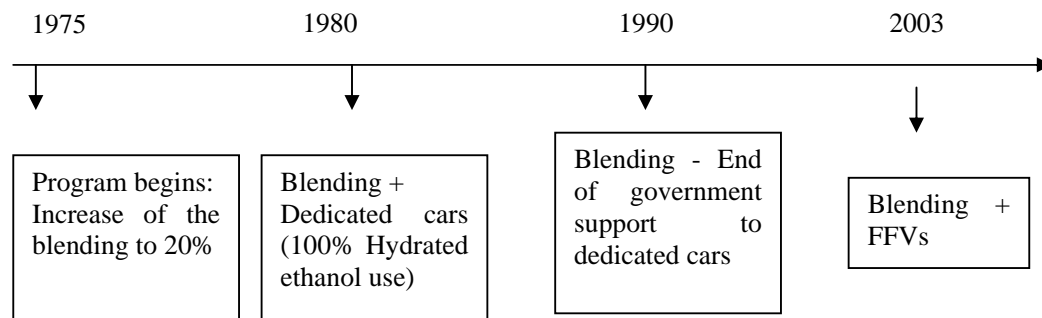 1975 1980 1990 2003
Program begins:
Increase of the
blending to 20%
Blending +
Dedicated cars
(100% Hydrated
ethanol use)
Blending - End
of government
support to
dedicated cars
Blending +
FFVs